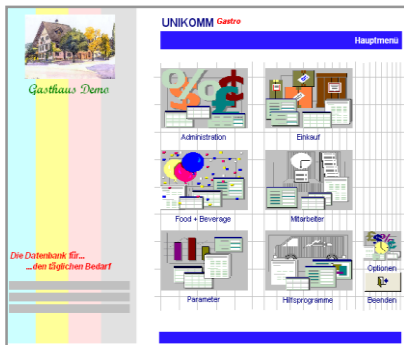 UNIKOMM Gastro
Hauptmenü
Gasthaus Demo
Administration
Einkauf
Food + Beverage
Mitarbeiter
Die Datenbank für...
...den täglichen Bedarf
Optionen
Parameter
Hilfsprogramme
Beenden